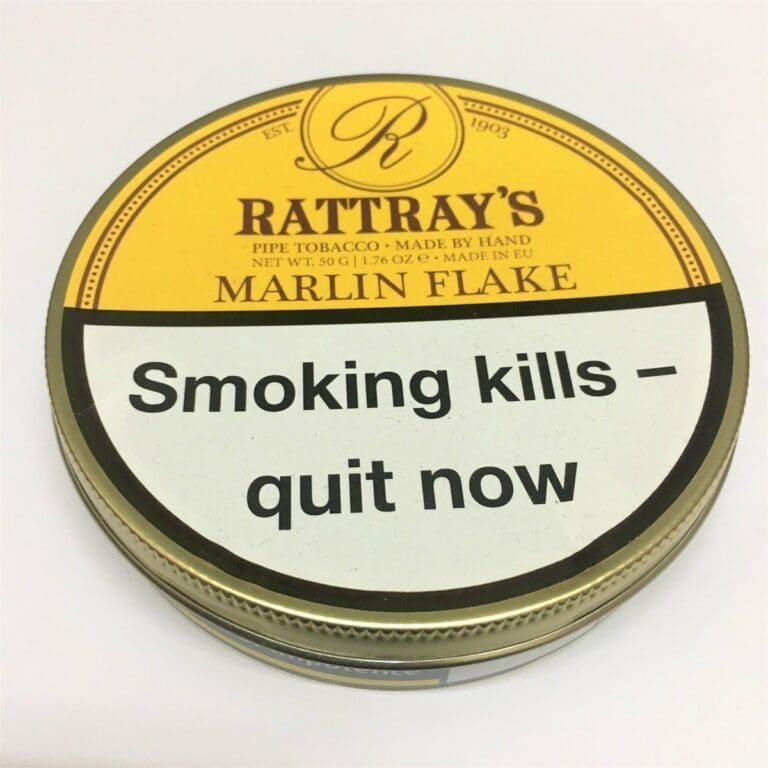 R
EST. 1903
RATTRAY'S
PIPE TOBACCO • MADE BY HAND
NET WT. 50 G | 1.76 OZ ℮ • MADE IN EU
MARLIN FLAKE
Smoking kills –
quit now